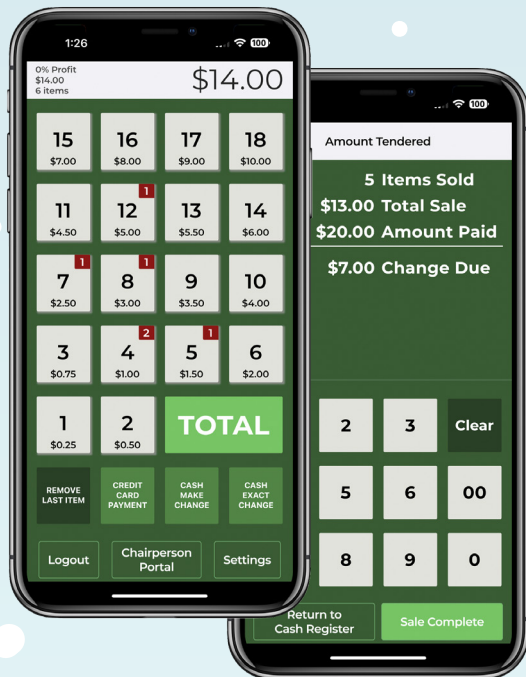 1:26
100
0% Profit
$14.00
6 items
$14.00
15
$7.00
16
$8.00
17
$9.00
18
$10.00
11
$4.50
12
$5.00
1
13
$5.50
14
$6.00
7
$2.50
1
8
$3.00
1
9
$3.50
10
$4.00
3
$0.75
4
$1.00
2
5
$1.50
1
6
$2.00
1
$0.25
2
$0.50
TOTAL
REMOVE
LAST ITEM
CREDIT
CARD
PAYMENT
CASH
MAKE
CHANGE
CASH
EXACT
CHANGE
Logout
Chairperson
Portal
Settings
100
Amount Tendered
5 Items Sold
$13.00 Total Sale
$20.00 Amount Paid
$7.00 Change Due
2
3
Clear
5
6
00
8
9
0
Return to
Cash Register
Sale Complete